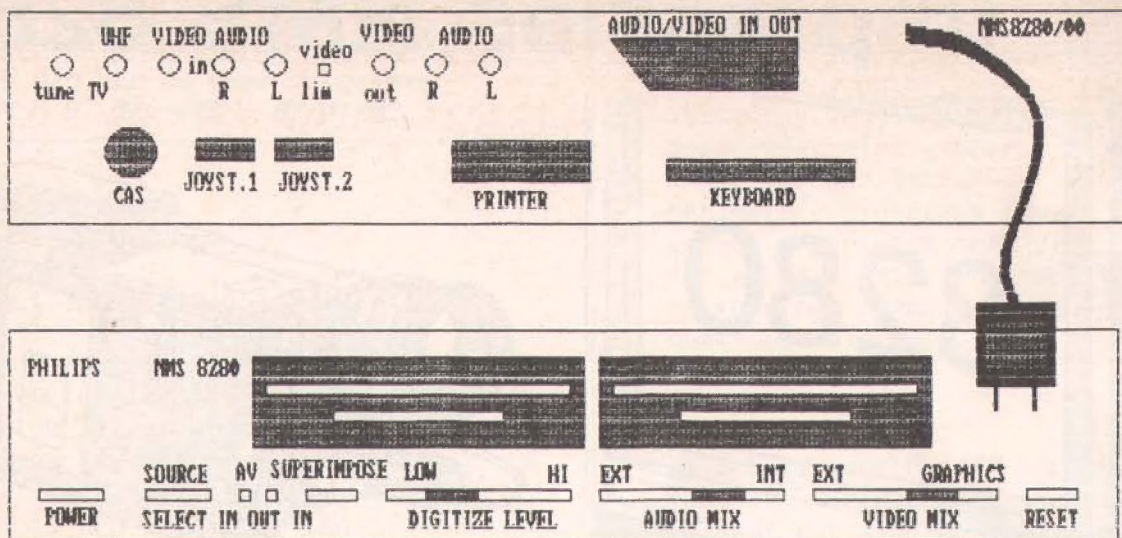 UHF VIDEO AUDIO VIDEO AUDIO AUDIO/VIDEO IN OUT NMS8280/00
in video
tune TV R L lim out R L
CAS JOYST.1 JOYST.2 PRINTER KEYBOARD
PHILIPS NMS 8280
SOURCE AV SUPERIMPOSE LOW HI EXT INT EXT GRAPHICS
POWER SELECT IN OUT IN DIGITIZE LEVEL AUDIO MIX VIDEO MIX RESET